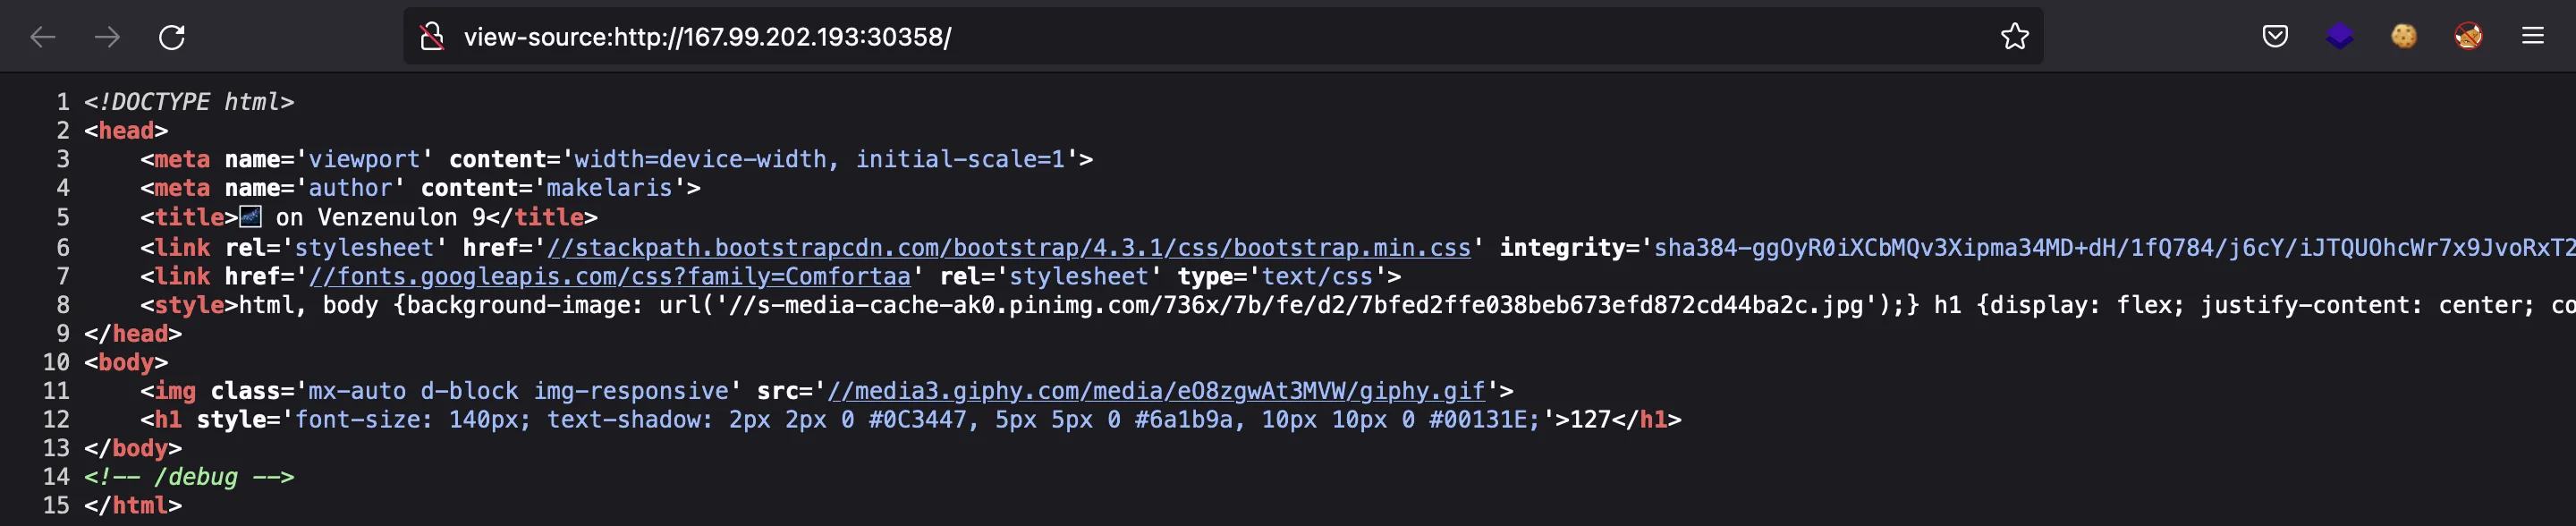 view-source:http://167.99.202.193:30358/
1 <!DOCTYPE html>
2 <head>
3     <meta name='viewport' content='width=device-width, initial-scale=1'>
4     <meta name='author' content='makelaris'>
5     <title>🌌 on Venzenulon 9</title>
6     <link rel='stylesheet' href='//stackpath.bootstrapcdn.com/bootstrap/4.3.1/css/bootstrap.min.css' integrity='sha384-ggOyR0iXCbMQv3Xipma34MD+dH/1fQ784/j6cY/iJTQUOhcWr7x9JvoRxT2
7     <link href='//fonts.googleapis.com/css?family=Comfortaa' rel='stylesheet' type='text/css'>
8     <style>html, body {background-image: url('//s-media-cache-ak0.pinimg.com/736x/7b/fe/d2/7bfed2ffe038beb673efd872cd44ba2c.jpg');} h1 {display: flex; justify-content: center; co
9 </head>
10 <body>
11     <img class='mx-auto d-block img-responsive' src='//media3.giphy.com/media/eO8zgwAt3MVW/giphy.gif'>
12     <h1 style='font-size: 140px; text-shadow: 2px 2px 0 #0C3447, 5px 5px 0 #6a1b9a, 10px 10px 0 #00131E;'>127</h1>
13 </body>
14 <!-- /debug -->
15 </html>